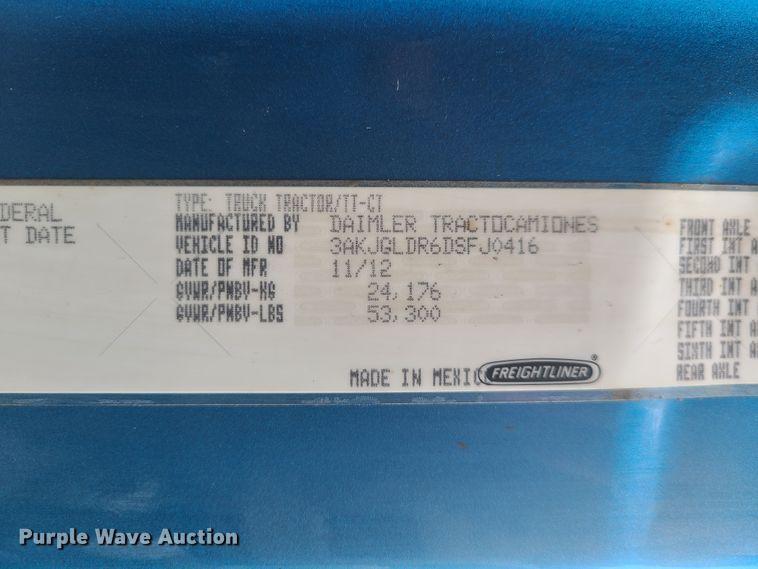 DERAL
T DATE
TYPE: TRUCK TRACTOR/TT-CT
MANUFACTURED BY DAIMLER TRACTOCAMIONES
VEHICLE ID NO 3AKJGLDR6DSFJ0416
DATE OF MFR 11/12
GVWR/PNBV-KG 24,176
GVWR/PNBV-LBS 53,300
MADE IN MEXIC
FREIGHTLINER®
FRONT AXLE
FIRST INT A
SECOND INT
THIRD INT A
FOURTH INT
FIFTH INT A
SIXTH INT A
REAR AXLE
Purple Wave Auction